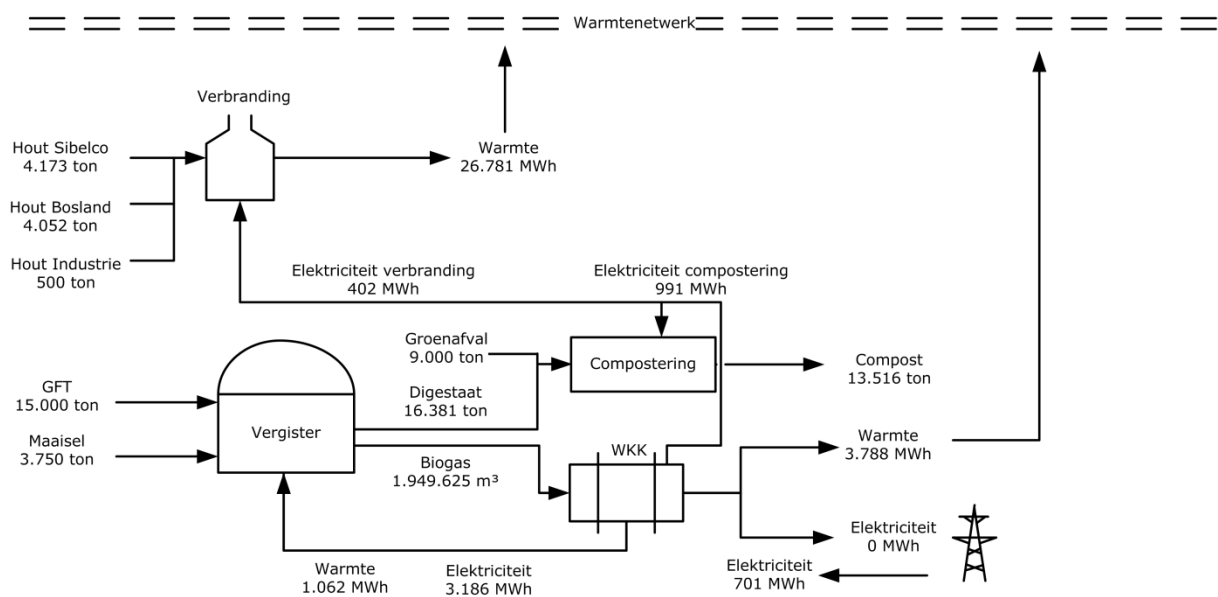 Warmtenetwerk
Verbranding
Hout Sibelco
4.173 ton
Warmte
26.781 MWh
Hout Bosland
4.052 ton
Hout Industrie
500 ton
Elektriciteit verbranding
402 MWh
Elektriciteit compostering
991 MWh
Groenafval
9.000 ton
Compostering
Compost
13.516 ton
GFT
15.000 ton
Digestaat
16.381 ton
Vergister
Maaisel
3.750 ton
Biogas
1.949.625 m³
WKK
Warmte
3.788 MWh
Elektriciteit
0 MWh
Warmte
1.062 MWh
Elektriciteit
3.186 MWh
Elektriciteit
701 MWh